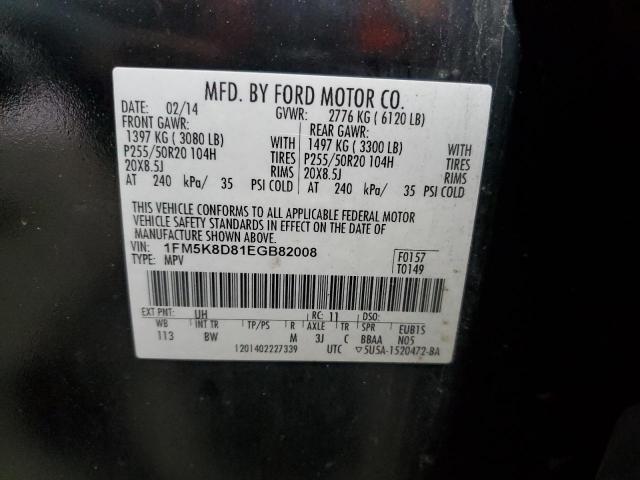 MFD. BY FORD MOTOR CO.
DATE: 02/14 GVWR: 2776 KG ( 6120 LB)
FRONT GAWR: REAR GAWR:
1397 KG ( 3080 LB) WITH 1497 KG ( 3300 LB) WITH
P255/50R20 104H TIRES P255/50R20 104H TIRES
20X8.5J RIMS 20X8.5J RIMS
AT 240 kPa/ 35 PSI COLD AT 240 kPa/ 35 PSI COLD
THIS VEHICLE CONFORMS TO ALL APPLICABLE FEDERAL MOTOR
VEHICLE SAFETY STANDARDS IN EFFECT ON THE DATE OF
MANUFACTURE SHOWN ABOVE.
VIN: 1FM5K8D81EGB82008 F0157
TYPE: MPV T0149
EXT PNT: UH RC: 11 DSO:
WB INT TR TP/PS R AXLE TR SPR EUB1S
113 BW M 3J C BBAA N05
1201402227339 UTC ▽5USA-1520472-BA